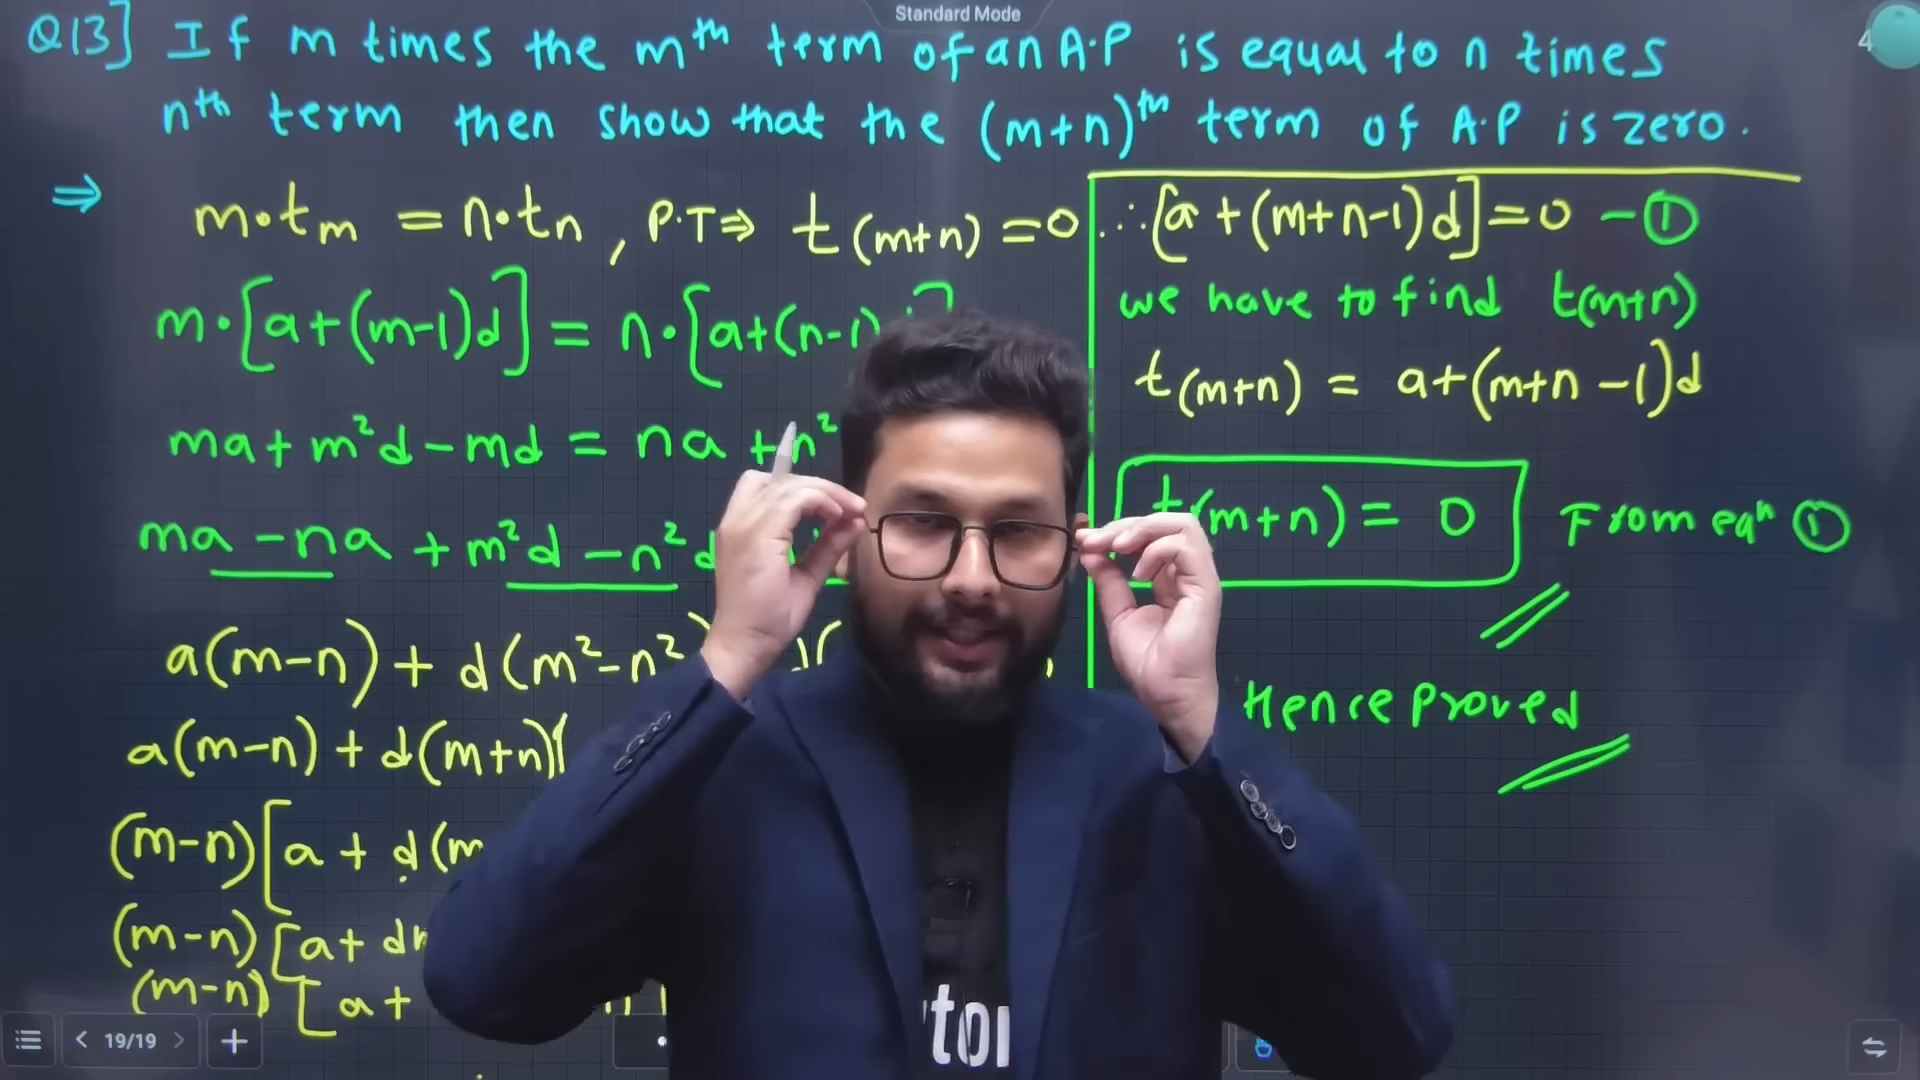 Standard Mode
4
Q13] If m times the mth term of an A.P is equal to n times
nth term then show that the (m+n)th term of A.P is zero.
⇒ m·tm = n·tn , P.T ⇒ t(m+n) = 0
m·[a+(m-1)d] = n·[a+(n-1)
ma + m²d - md = na + n²
ma - na + m²d - n²d
a(m-n) + d(m²-n²)
a(m-n) + d(m+n)(
(m-n)[a + d(m
(m-n)[a + dm
(m-n) [a +
∴ [a + (m+n-1)d] = 0 - ①
we have to find t(m+n)
t(m+n) = a+(m+n-1)d
t(m+n) = 0 From eqn ①
Hence proved
tor
19/19